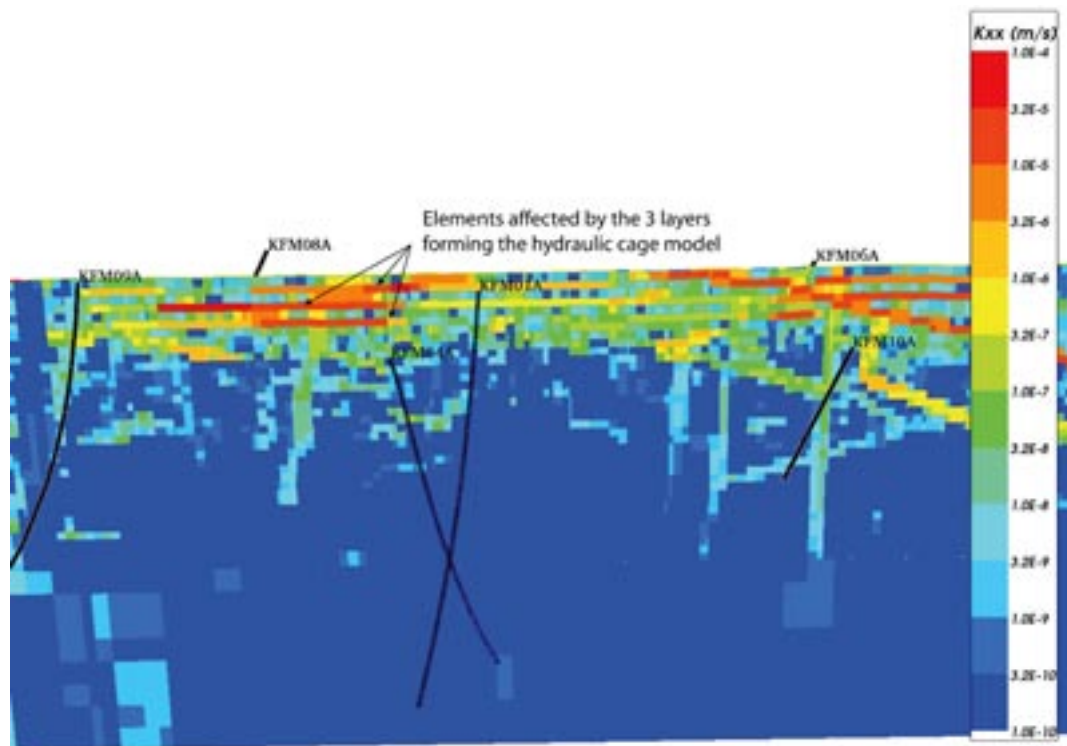 Kxx (m/s)
1.0E-4
3.2E-5
1.0E-5
3.2E-6
1.0E-6
3.2E-7
1.0E-7
3.2E-8
1.0E-8
3.2E-9
1.0E-9
3.2E-10
1.0E-10
Elements affected by the 3 layers
forming the hydraulic cage model
KFM08A
KFM06A
KFM09A
KFM10A